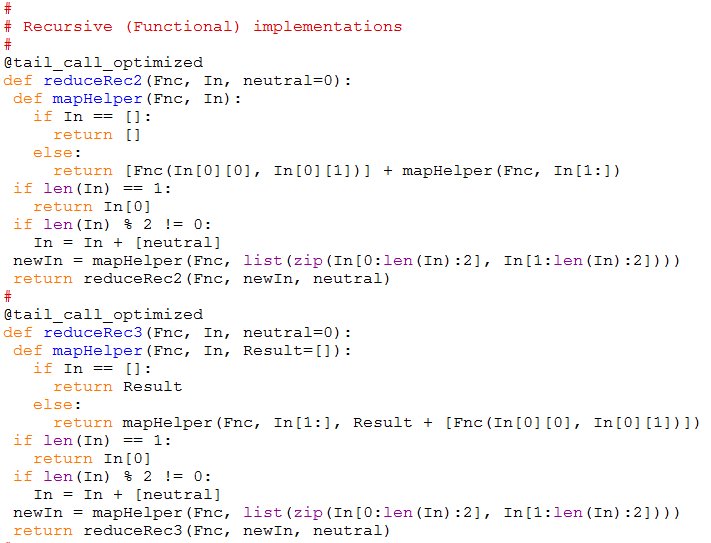 #
# Recursive (Functional) implementations
#
@tail_call_optimized
def reduceRec2(Fnc, In, neutral=0):
 def mapHelper(Fnc, In):
   if In == []:
     return []
   else:
     return [Fnc(In[0][0], In[0][1])] + mapHelper(Fnc, In[1:])
 if len(In) == 1:
   return In[0]
 if len(In) % 2 != 0:
   In = In + [neutral]
 newIn = mapHelper(Fnc, list(zip(In[0:len(In):2], In[1:len(In):2])))
 return reduceRec2(Fnc, newIn, neutral)
#
@tail_call_optimized
def reduceRec3(Fnc, In, neutral=0):
 def mapHelper(Fnc, In, Result=[]):
   if In == []:
     return Result
   else:
     return mapHelper(Fnc, In[1:], Result + [Fnc(In[0][0], In[0][1])])
 if len(In) == 1:
   return In[0]
 if len(In) % 2 != 0:
   In = In + [neutral]
 newIn = mapHelper(Fnc, list(zip(In[0:len(In):2], In[1:len(In):2])))
 return reduceRec3(Fnc, newIn, neutral)